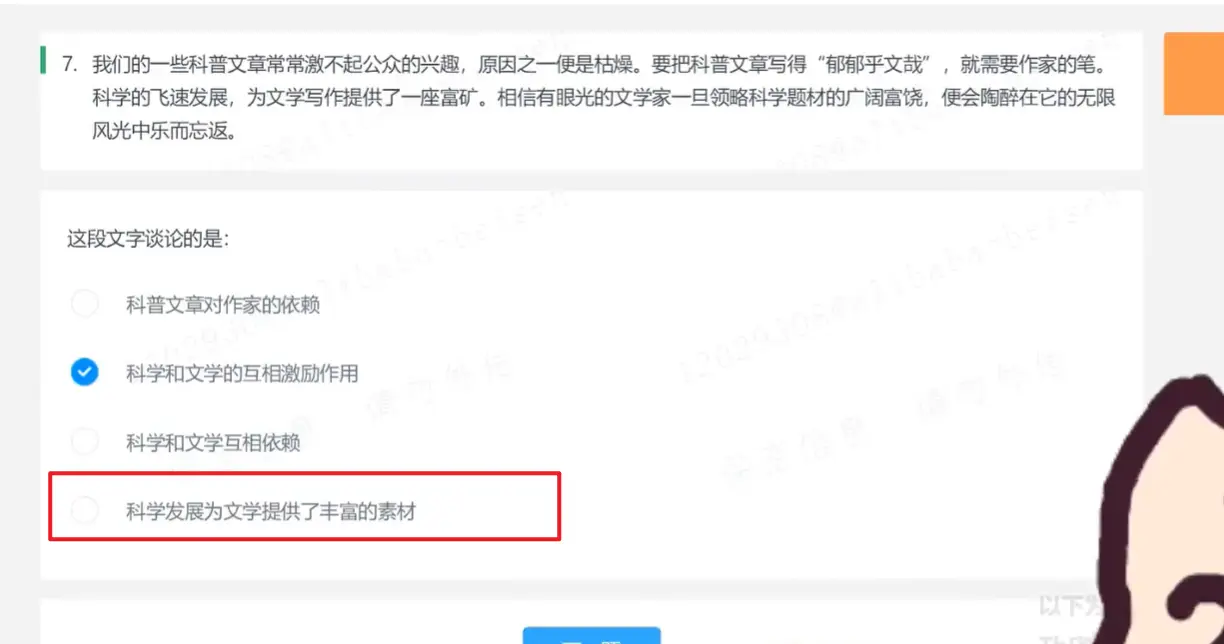 7. 我们的一些科普文章常常激不起公众的兴趣，原因之一便是枯燥。要把科普文章写得“郁郁乎文哉”，就需要作家的笔。
科学的飞速发展，为文学写作提供了一座富矿。相信有眼光的文学家一旦领略科学题材的广阔富饶，便会陶醉在它的无限
风光中乐而忘返。
这段文字谈论的是：
科普文章对作家的依赖
科学和文学的互相激励作用
科学和文学互相依赖
科学发展为文学提供了丰富的素材
以下为